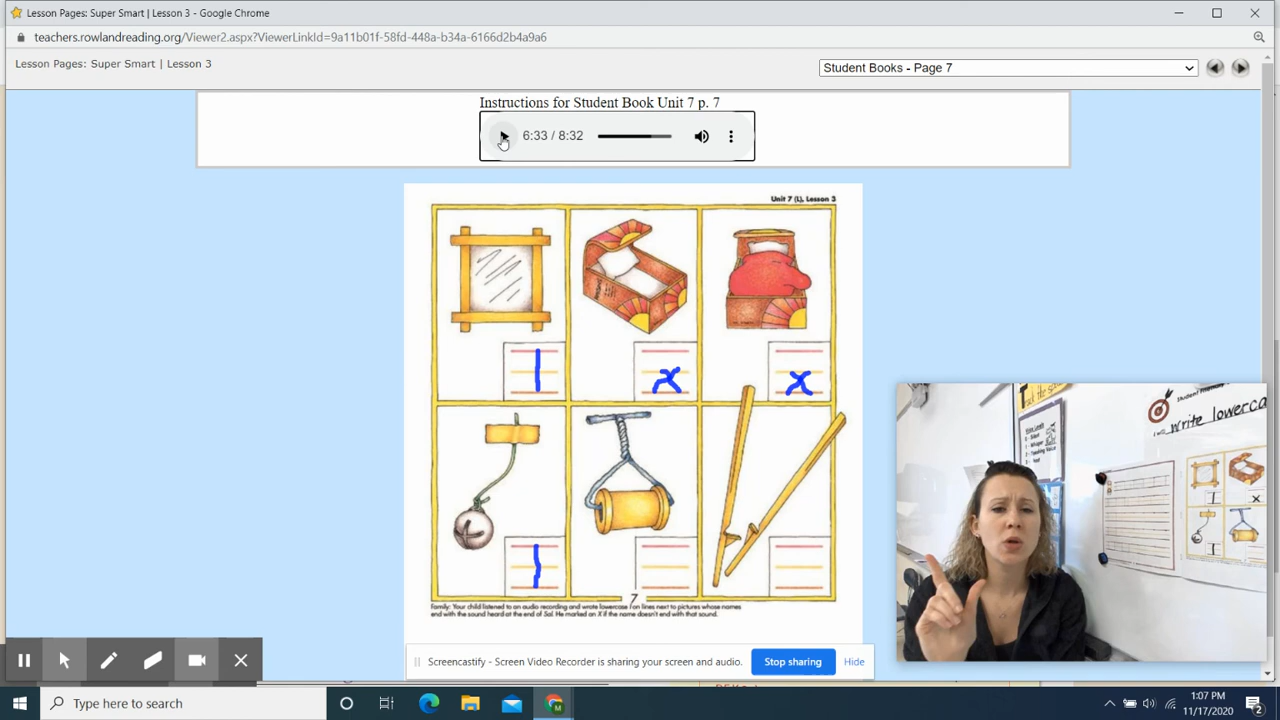 Lesson Pages: Super Smart | Lesson 3 - Google Chrome
teachers.rowlandreading.org/Viewer2.aspx?ViewerLinkId=9a11b01f-58fd-448a-b34a-6166d2b4a9a6
Lesson Pages: Super Smart | Lesson 3
Student Books - Page 7
Instructions for Student Book Unit 7 p. 7
6:33 / 8:32
Unit 7 (L), Lesson 3
l
x
x
l
7
Family: Your child listened to an audio recording and wrote lowercase l's on lines next to pictures whose names
end with the sound heard at the end of Sal. He marked an X if the name doesn't end with that sound.
Write lowerca
Screencastify - Screen Video Recorder is sharing your screen and audio.
Stop sharing
Hide
Type here to search
1:07 PM
11/17/2020
2